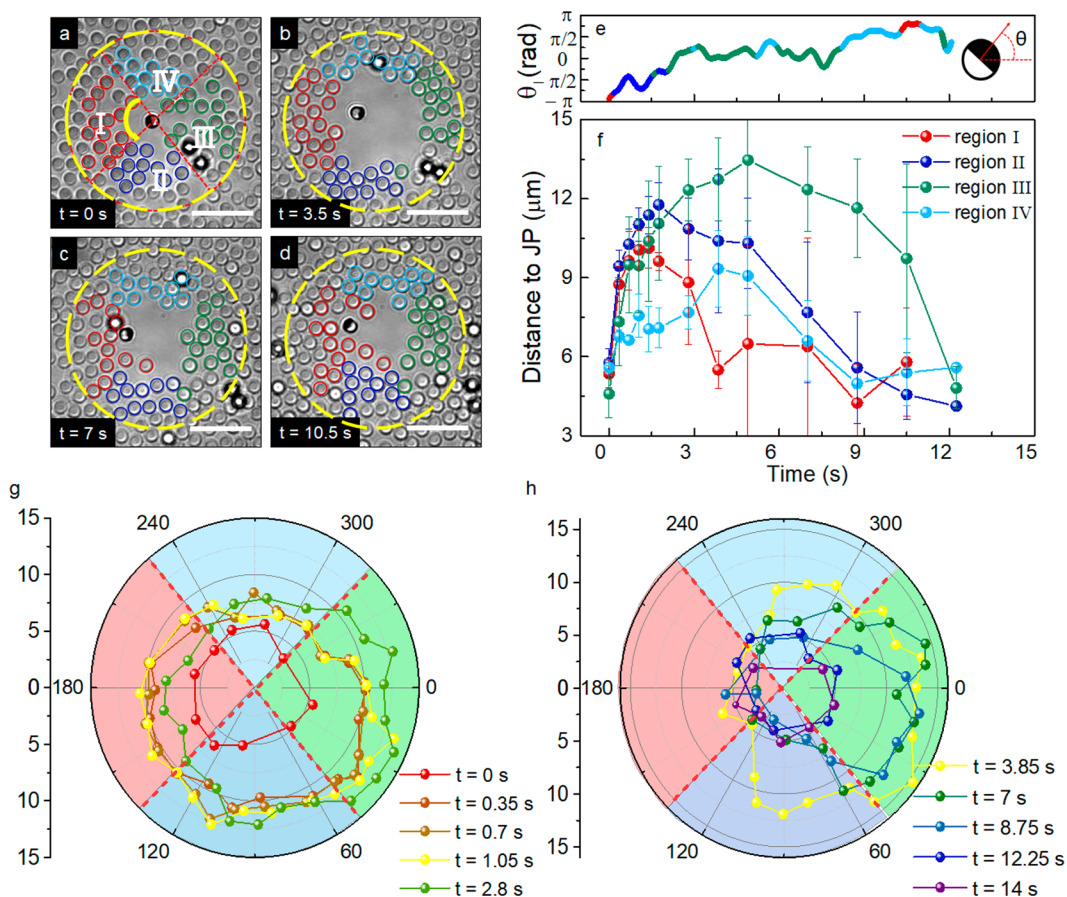 a
IV
I
III
II
t = 0 s
b
t = 3.5 s
c
t = 7 s
d
t = 10.5 s
e
π
π/2
0
- π/2
- π
θ (rad)
θ
f
region I
region II
region III
region IV
Distance to JP (μm)
15
12
9
6
3
0 3 6 9 12 15
Time (s)
g
15
10
5
0
5
10
15
240
300
180
0
120
60
t = 0 s
t = 0.35 s
t = 0.7 s
t = 1.05 s
t = 2.8 s
h
15
10
5
0
5
10
15
240
300
180
0
120
60
t = 3.85 s
t = 7 s
t = 8.75 s
t = 12.25 s
t = 14 s